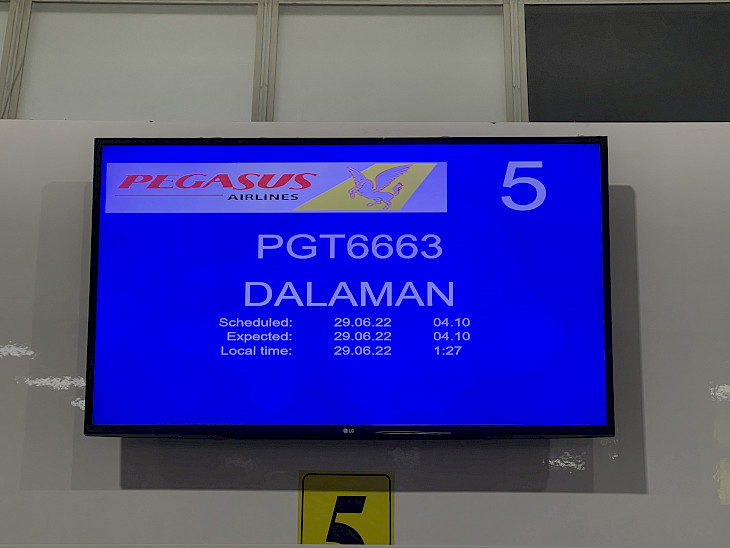 PEGASUS
AIRLINES
5
PGT6663
DALAMAN
Scheduled: 29.06.22 04.10
Expected: 29.06.22 04.10
Local time: 29.06.22 1:27
LG
5